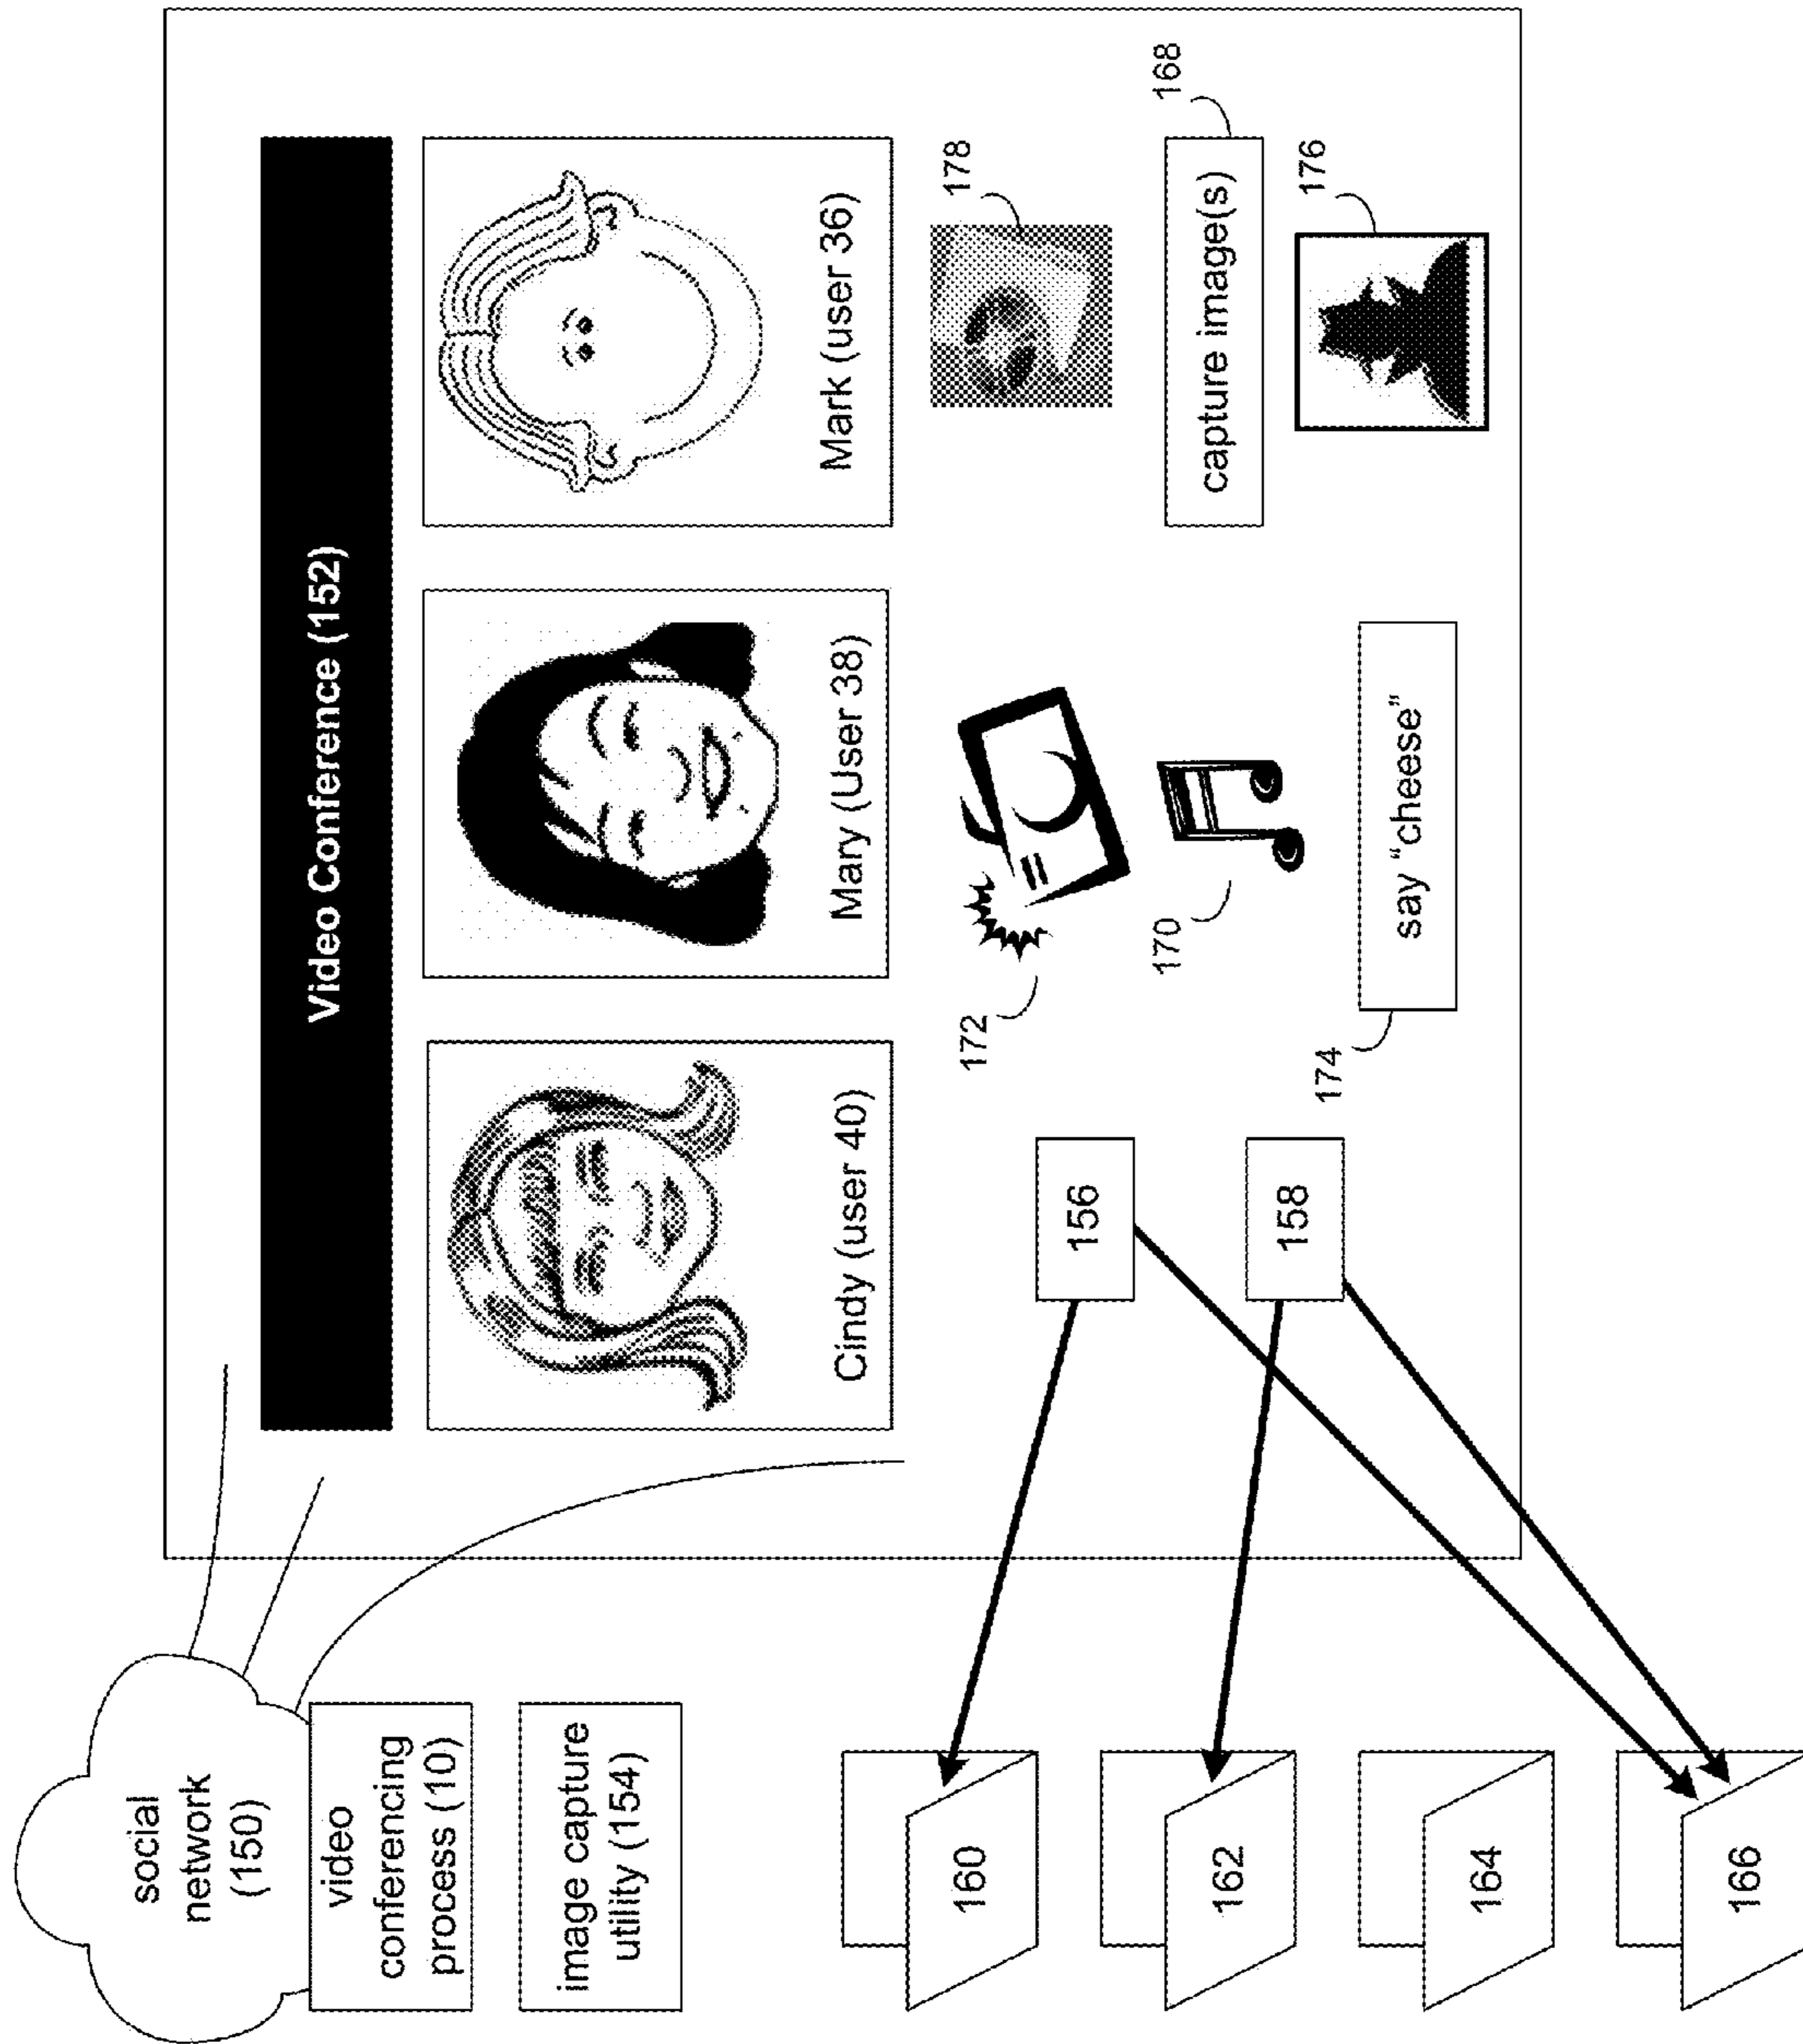 social
network
(150)
video
conferencing
process (10)
image capture
utility (154)
160
162
164
166
Video Conference (152)
Cindy (user 40)
Mary (User 38)
Mark (user 36)
156
158
172
170
174
say “cheese”
178
168
capture image(s)
176